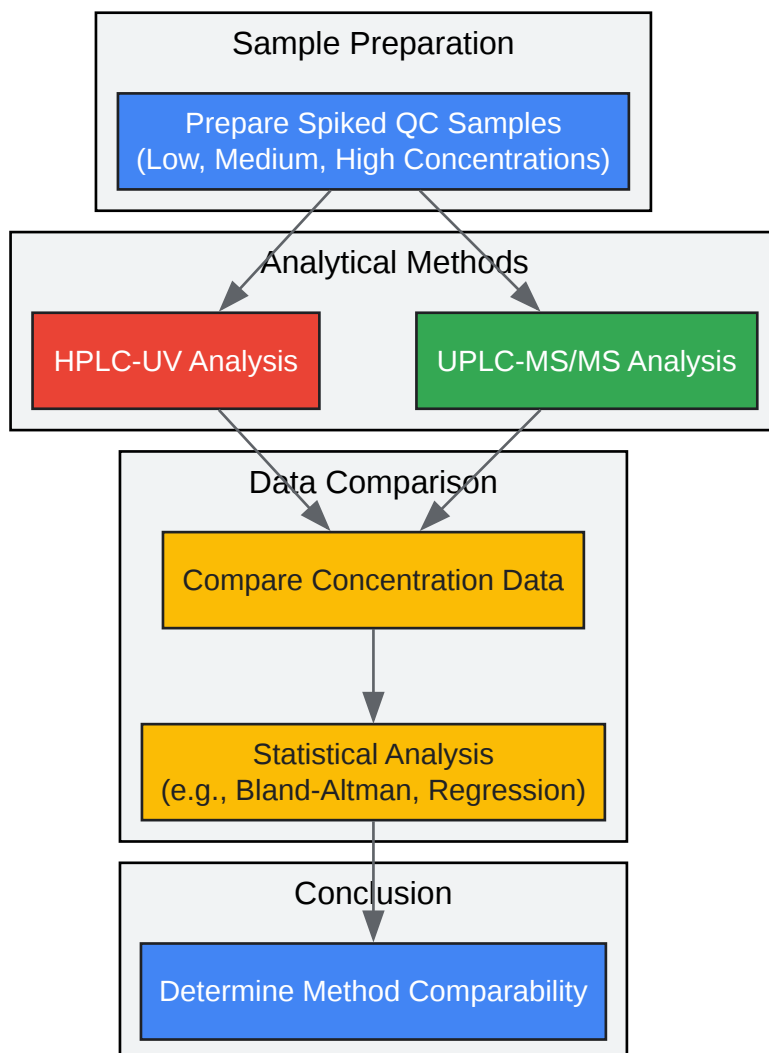 Sample Preparation
Prepare Spiked QC Samples
(Low, Medium, High Concentrations)
Analytical Methods
HPLC-UV Analysis
UPLC-MS/MS Analysis
Data Comparison
Compare Concentration Data
Statistical Analysis
(e.g., Bland-Altman, Regression)
Conclusion
Determine Method Comparability